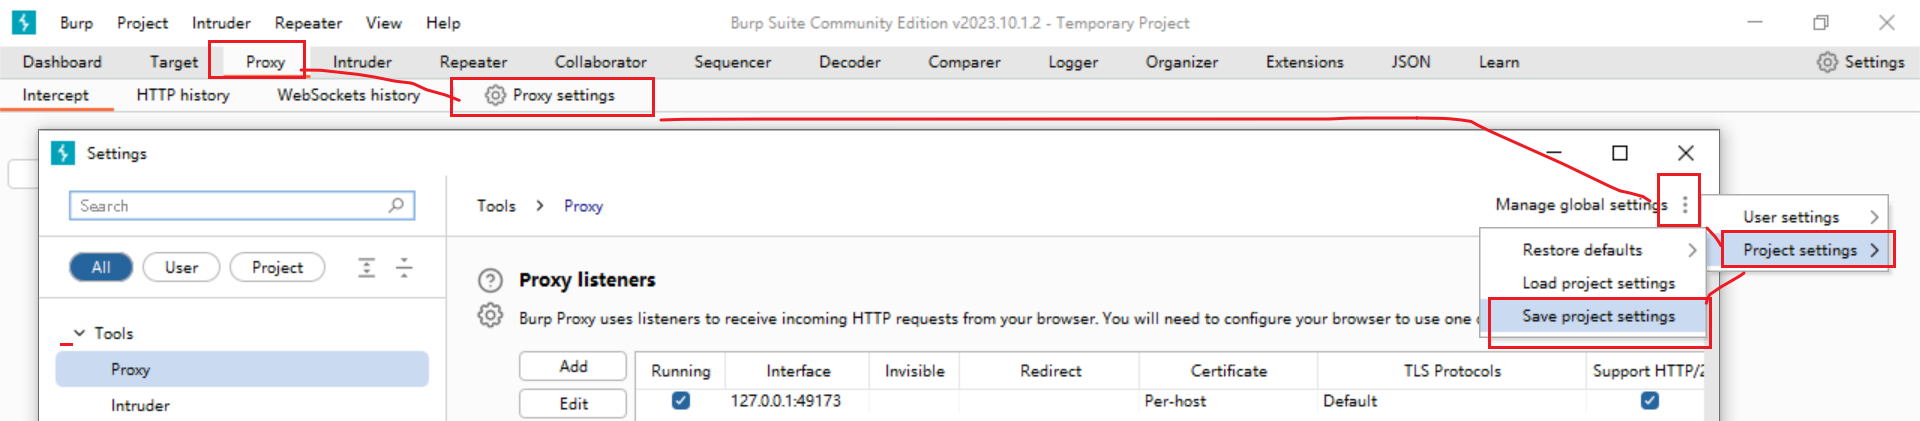 Burp Project Intruder Repeater View Help Burp Suite Community Edition v2023.10.1.2 - Temporary Project
Dashboard Target Proxy Intruder Repeater Collaborator Sequencer Decoder Comparer Logger Organizer Extensions JSON Learn Settings
Intercept HTTP history WebSockets history Proxy settings
Settings
Search
Tools > Proxy
Manage global settings
User settings
Project settings
All User Project
Restore defaults
Load project settings
Save project settings
Proxy listeners
Burp Proxy uses listeners to receive incoming HTTP requests from your browser. You will need to configure your browser to use one
Tools
Proxy
Intruder
Add
Edit
Running Interface Invisible Redirect Certificate TLS Protocols Support HTTP/2
127.0.0.1:49173 Per-host Default